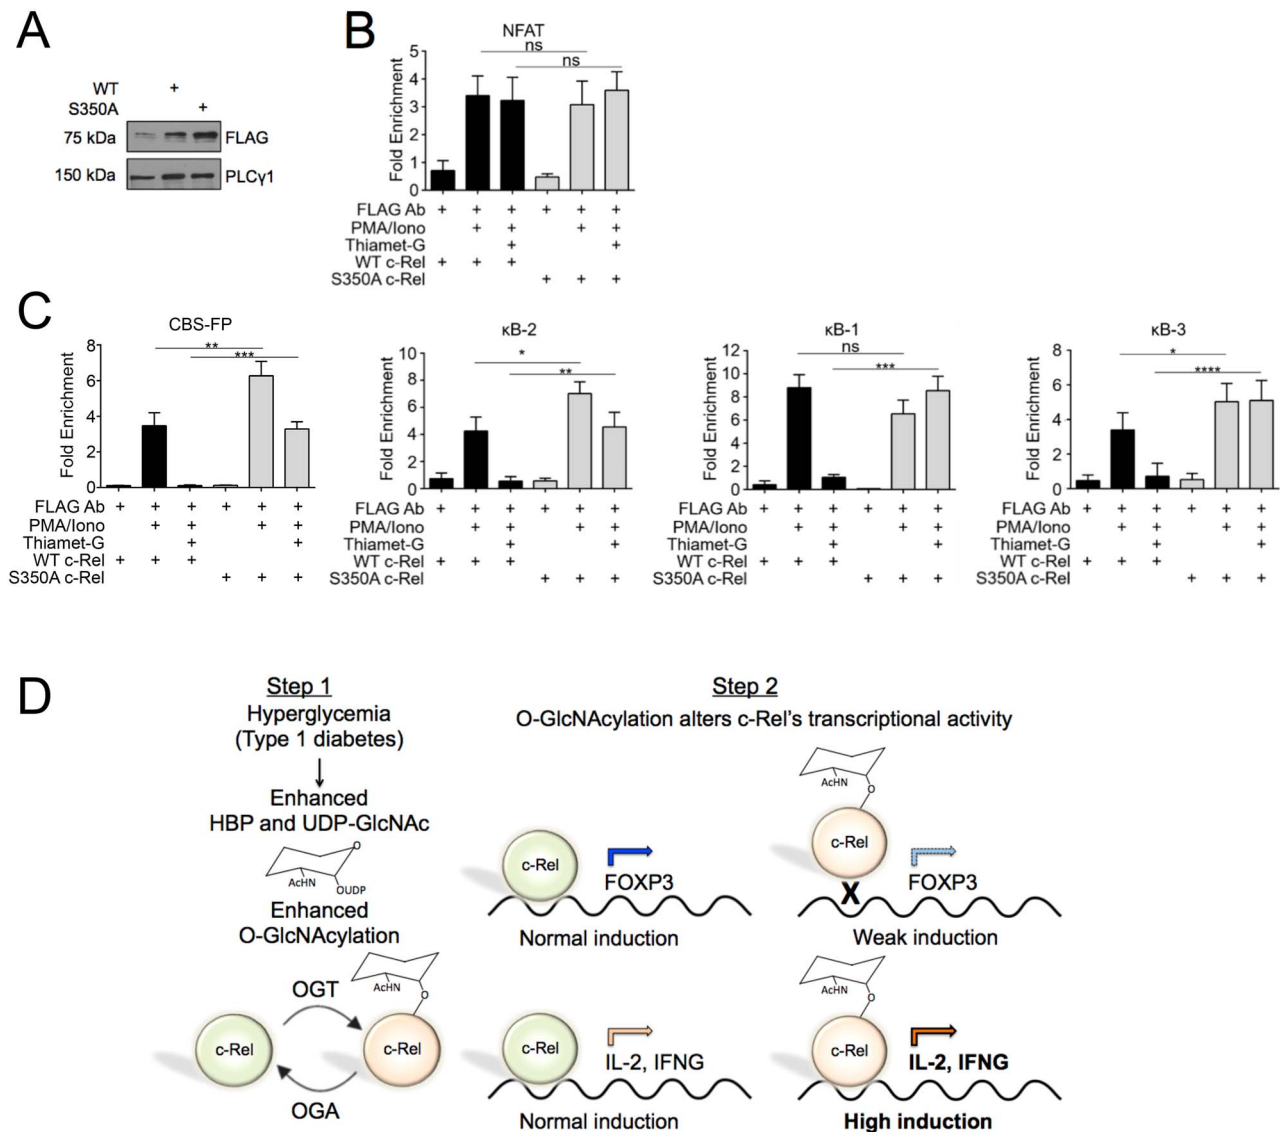 A
WT +
S350A +
75 kDa FLAG
150 kDa PLCγ1
B
NFAT
ns
ns
Fold Enrichment
5
4
3
2
1
0
FLAG Ab + + + + + +
PMA/Iono + + + +
Thiamet-G + +
WT c-Rel + + +
S350A c-Rel + + +
C
CBS-FP
**
***
Fold Enrichment
8
6
4
2
0
FLAG Ab + + + + + +
PMA/Iono + + + +
Thiamet-G + +
WT c-Rel + + +
S350A c-Rel + + +
κB-2
*
**
Fold Enrichment
10
8
6
4
2
0
FLAG Ab + + + + + +
PMA/Iono + + + +
Thiamet-G + +
WT c-Rel + + +
S350A c-Rel + + +
κB-1
ns
***
Fold Enrichment
12
10
8
6
4
2
0
FLAG Ab + + + + + +
PMA/Iono + + + +
Thiamet-G + +
WT c-Rel + + +
S350A c-Rel + + +
κB-3
*
****
Fold Enrichment
8
6
4
2
0
FLAG Ab + + + + + +
PMA/Iono + + + +
Thiamet-G + +
WT c-Rel + + +
S350A c-Rel + + +
D
Step 1
Hyperglycemia
(Type 1 diabetes)
Enhanced
HBP and UDP-GlcNAc
O
AcHN
OUDP
Enhanced
O-GlcNAcylation
AcHN
O
OGT
c-Rel
c-Rel
OGA
Step 2
O-GlcNAcylation alters c-Rel's transcriptional activity
c-Rel
FOXP3
Normal induction
AcHN
O
c-Rel
X
FOXP3
Weak induction
c-Rel
IL-2, IFNG
Normal induction
AcHN
O
c-Rel
IL-2, IFNG
High induction